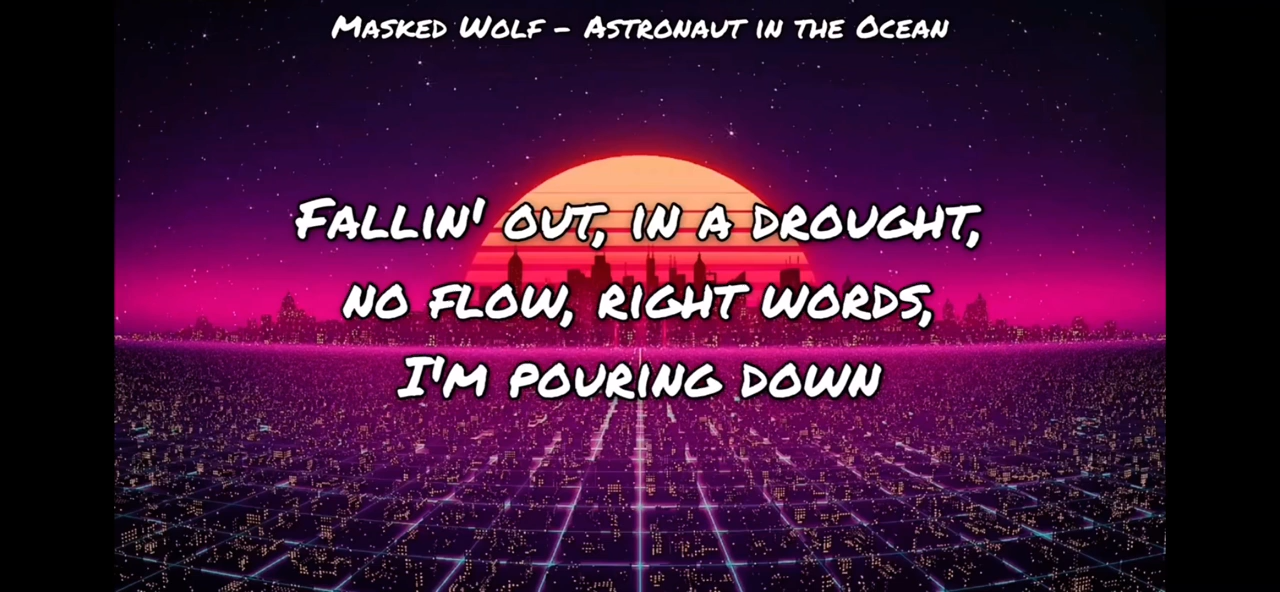 Masked Wolf - Astronaut in the Ocean
Fallin' out, in a drought,
no flow, right words,
I'm pouring down